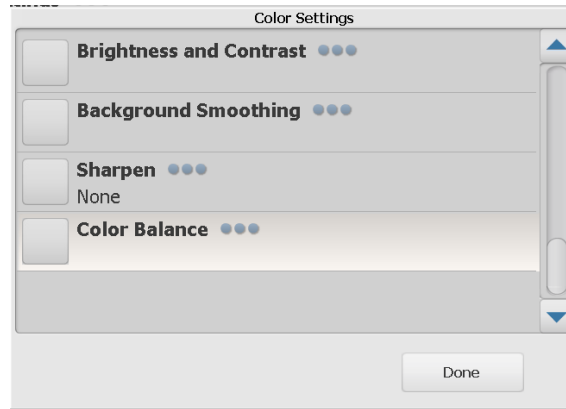 Color Settings
Brightness and Contrast
Background Smoothing
Sharpen
None
Color Balance
Done